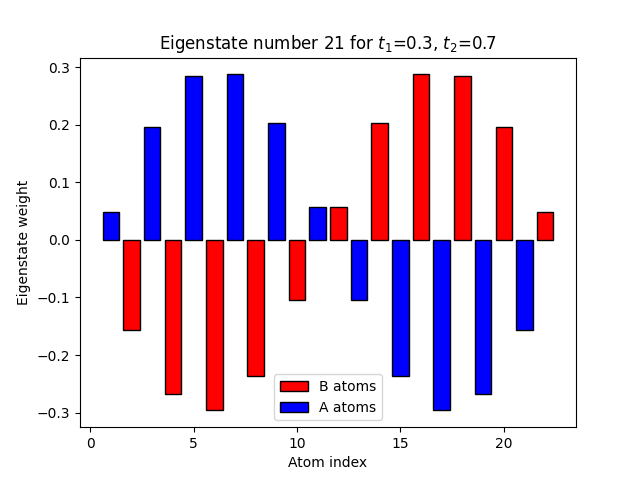 Eigenstate number 21 for t₁=0.3, t₂=0.7
0.3
0.2
0.1
0.0
−0.1
−0.2
−0.3
Eigenstate weight
B atoms
A atoms
0 5 10 15 20
Atom index